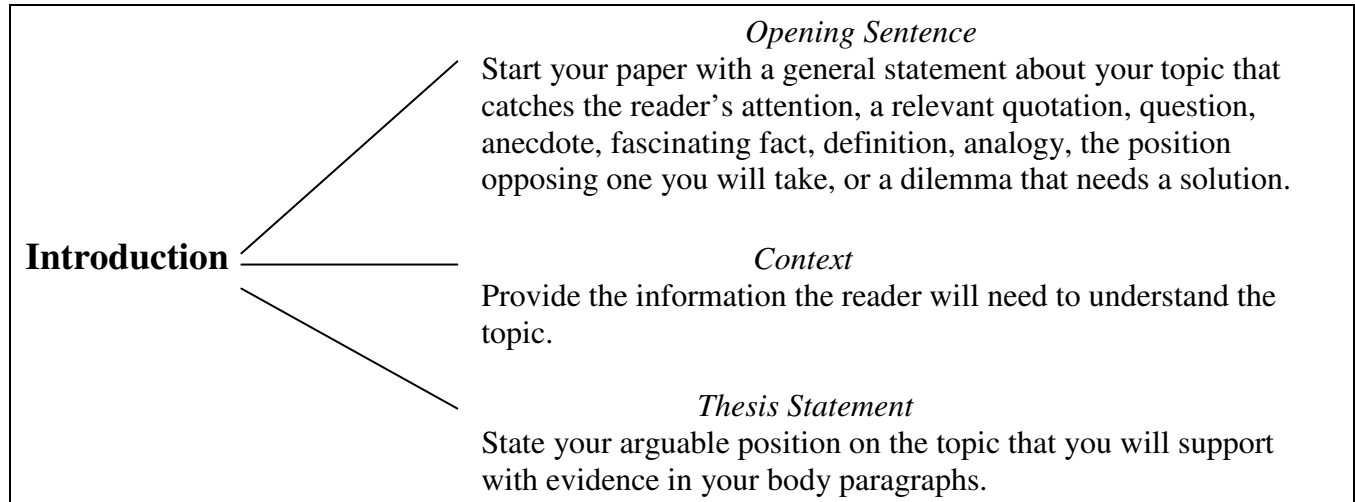 Opening Sentence
Start your paper with a general statement about your topic that
catches the reader’s attention, a relevant quotation, question,
anecdote, fascinating fact, definition, analogy, the position
opposing one you will take, or a dilemma that needs a solution.
Introduction
Context
Provide the information the reader will need to understand the
topic.
Thesis Statement
State your arguable position on the topic that you will support
with evidence in your body paragraphs.